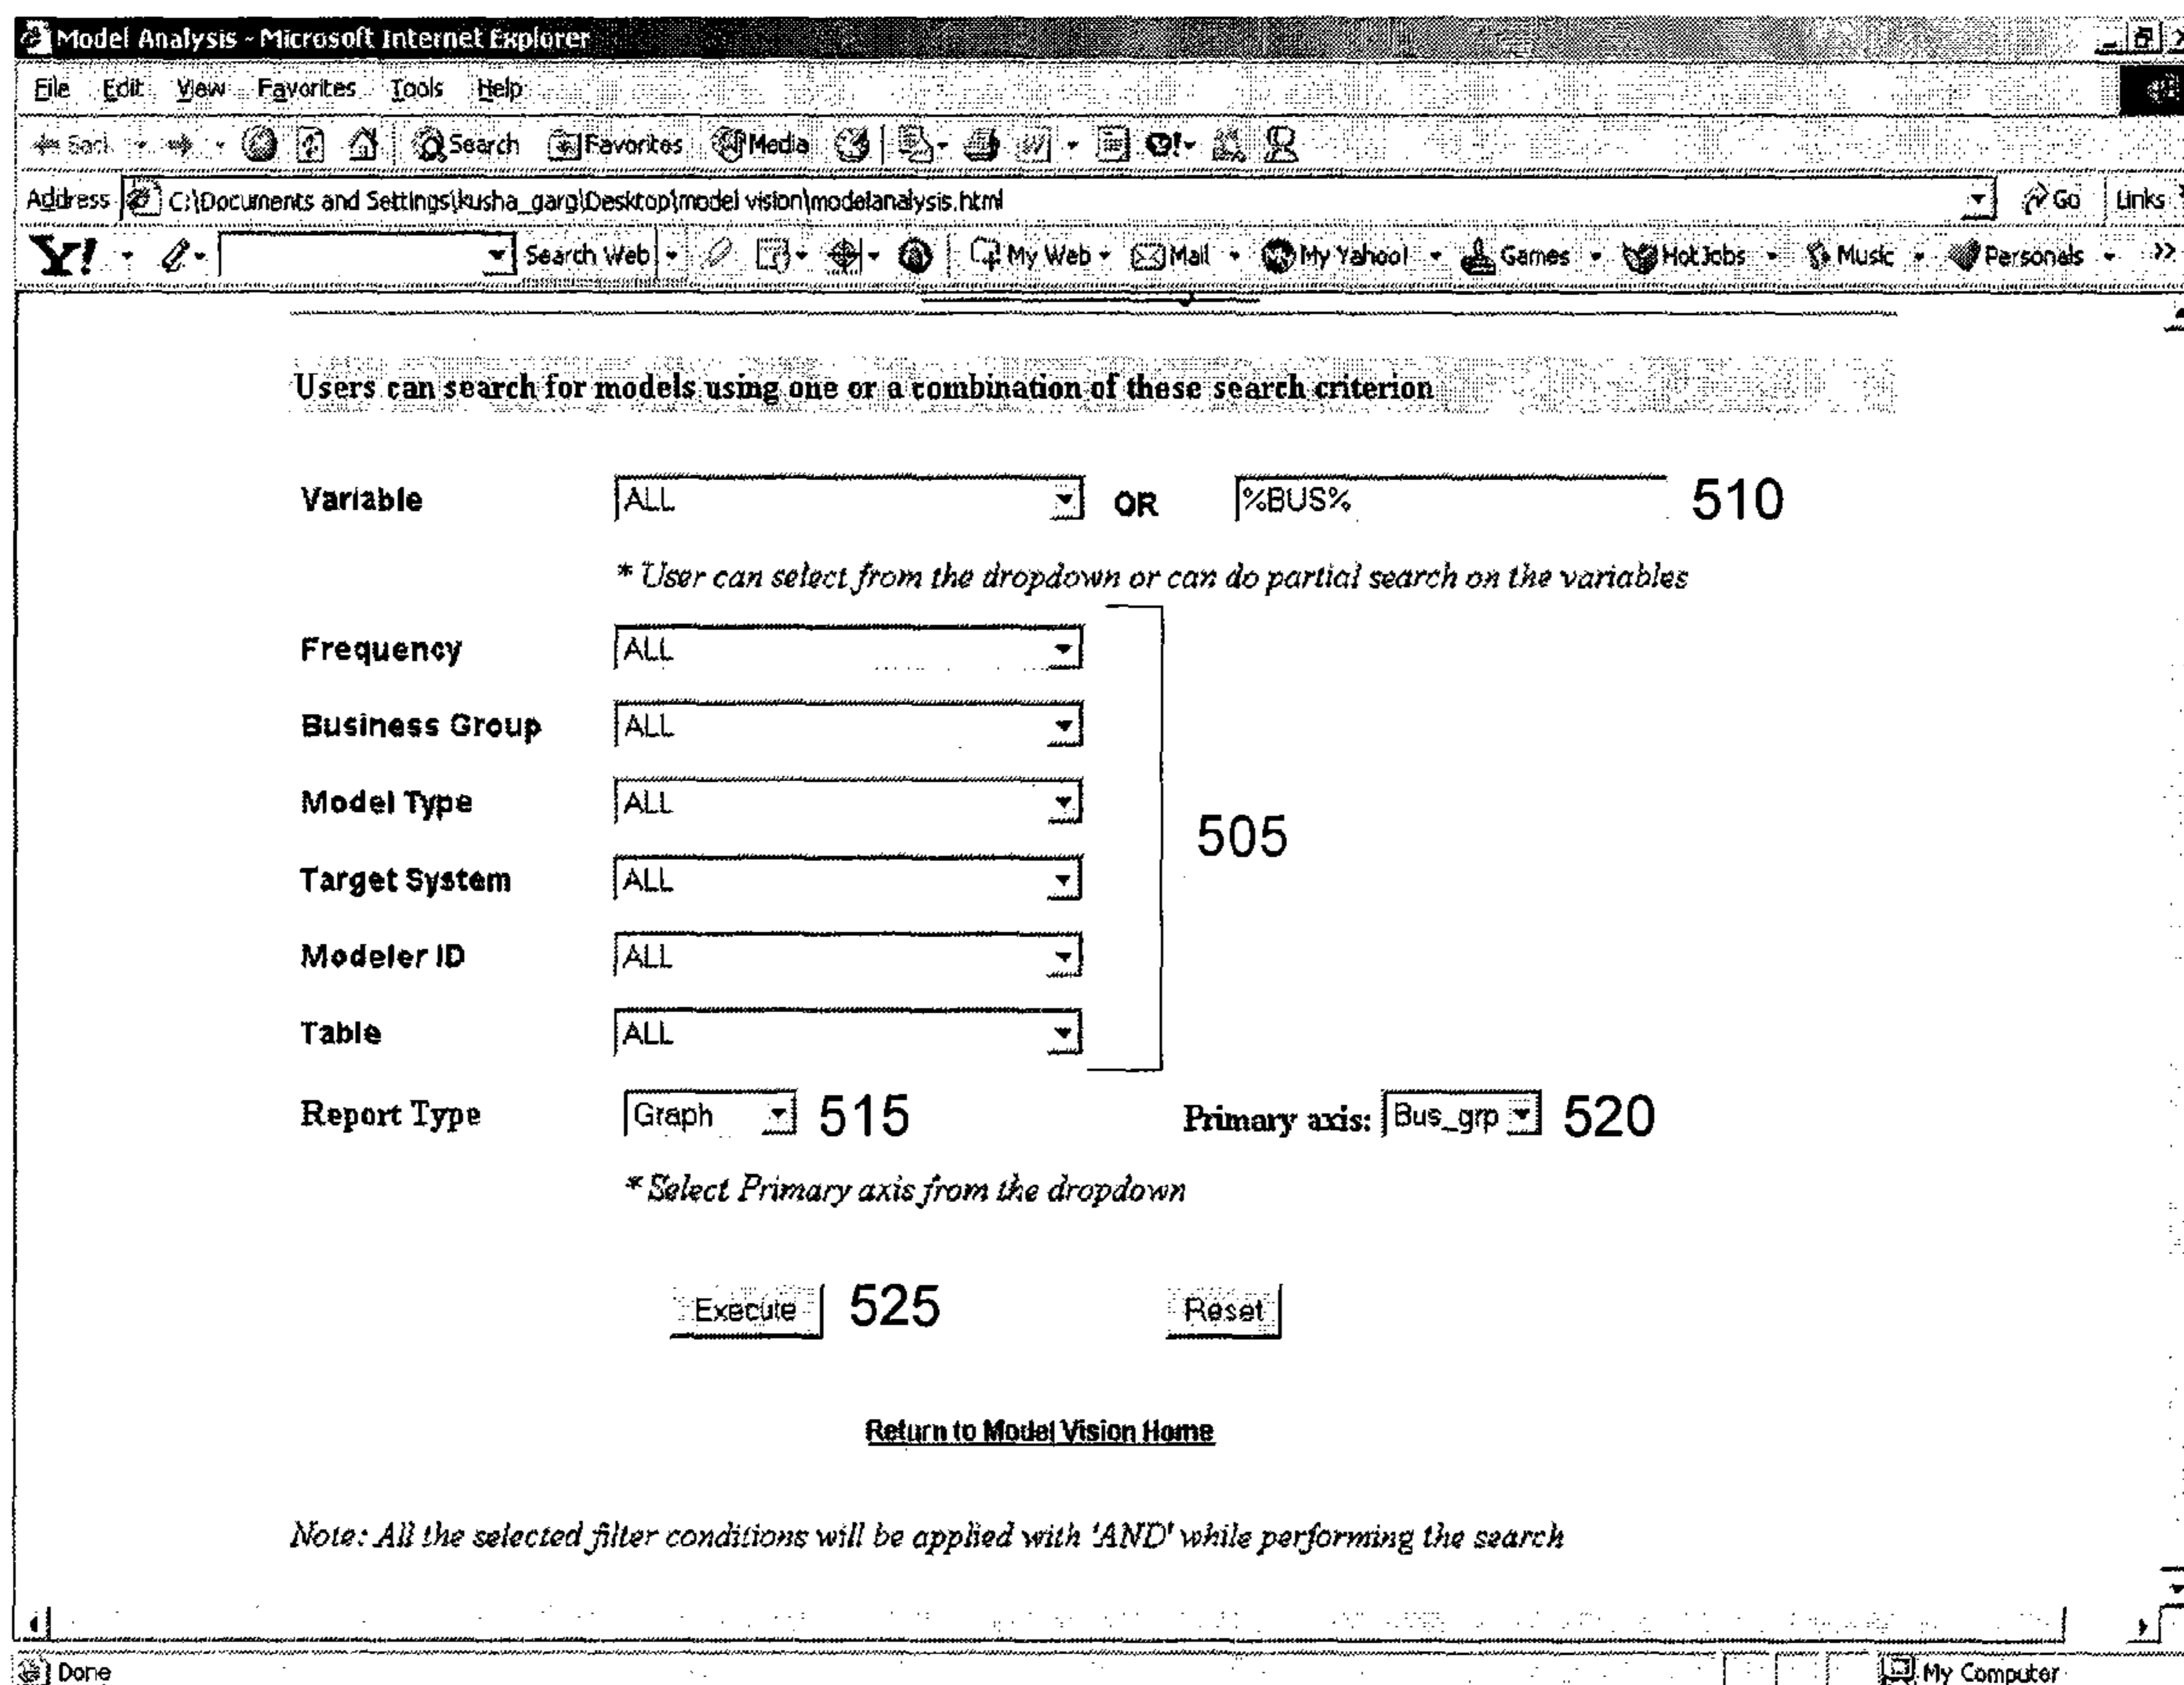 Model Analysis - Microsoft Internet Explorer
File Edit View Favorites Tools Help
Back Search Favorites Media
Address C:\Documents and Settings\kusha_garg\Desktop\model vision\modelanalysis.html Go Links
Y! Search Web My Web Mail My Yahoo! Games HotJobs Music Personals >>
Users can search for models using one or a combination of these search criterion
Variable ALL OR %BUS% 510
* User can select from the dropdown or can do partial search on the variables
Frequency ALL
Business Group ALL
Model Type ALL
505
Target System ALL
Modeler ID ALL
Table ALL
Report Type Graph 515 Primary axis: Bus_grp 520
* Select Primary axis from the dropdown
Execute 525 Reset
Return to Model Vision Home
Note: All the selected filter conditions will be applied with 'AND' while performing the search
Done My Computer